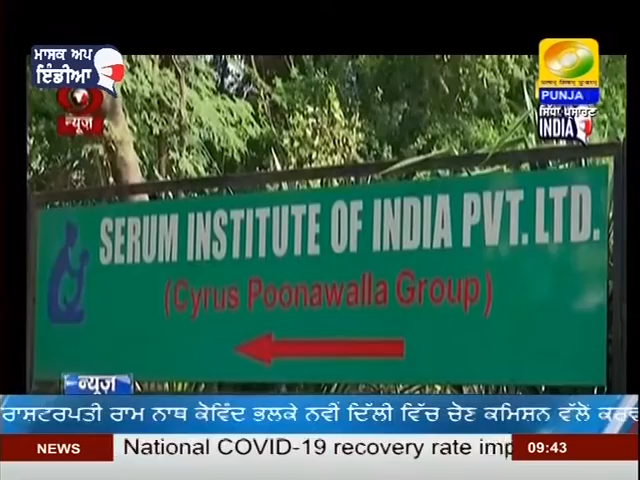 ਮਾਸਕ ਅਪ
ਇੰਡੀਆ
ਨਿਊਜ਼
PUNJA
INDIA
SERUM INSTITUTE OF INDIA PVT. LTD.
(Cyrus Poonawalla Group)
ਨਿਊਜ਼
ਰਾਸ਼ਟਰਪਤੀ ਰਾਮ ਨਾਥ ਕੋਵਿੰਦ ਭਲਕੇ ਨਵੀਂ ਦਿੱਲੀ ਵਿੱਚ ਚੋਣ ਕਮਿਸ਼ਨ ਵੱਲੋਂ
NEWS National COVID-19 recovery rate imp 09:43